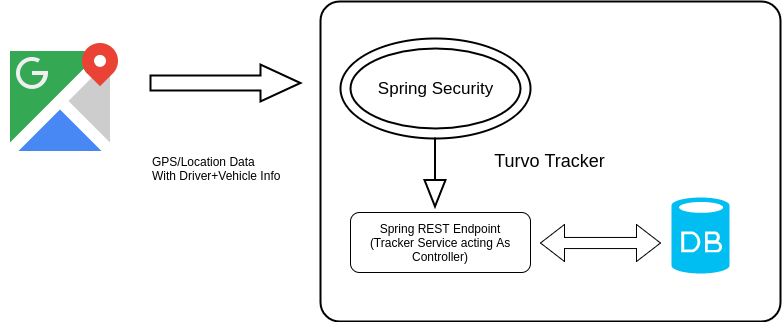 G
Spring Security
GPS/Location Data
With Driver+Vehicle Info
Turvo Tracker
Spring REST Endpoint
(Tracker Service acting As
Controller)
DB